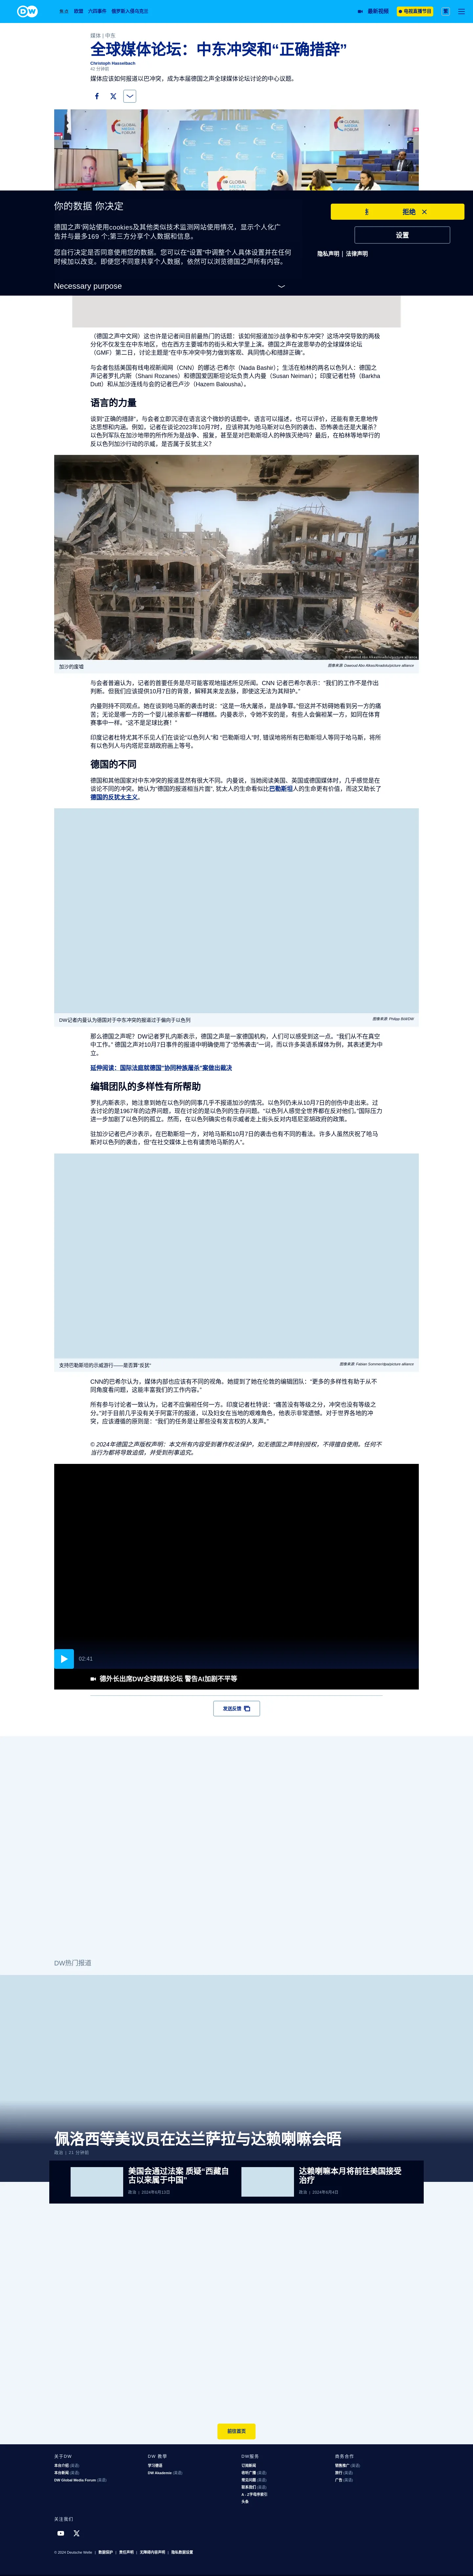 DW
焦点
数据
六四事件
俄罗斯入侵乌克兰
最新视频
电视直播节目
繁
媒体 | 中东
全球媒体论坛：中东冲突和“正确措辞”
Christoph Hasselbach
42 分钟前
媒体应该如何报道以巴冲突，成为本届德国之声全球媒体论坛讨论的中心议题。
GLOBAL MEDIA FORUM
你的数据 你决定
德国之声'网站使用cookies及其他类似技术监测网站使用情况，显示个人化广告并与最多169 个;第三方分享个人数据和信息。
您自行决定是否同意使用您的数据。您可以在"设置"中调整个人具体设置并在任何时候加以改变。即便您不同意共享个人数据，依然可以浏览德国之声所有内容。
拒绝
设置
隐私声明 | 法律声明
Necessary purpose
（德国之声中文网）这也许是记者间目前最热门的话题：该如何报道加沙战争和中东冲突？这场冲突导致的两极分化不仅发生在中东地区，也在西方主要城市的街头和大学里上演。德国之声在波恩举办的全球媒体论坛（GMF）第二日，讨论主题是“在中东冲突中努力做到客观、具同情心和措辞正确”。
与会者包括美国有线电视新闻网（CNN）的娜达·巴希尔（Nada Bashir）；生活在柏林的两名以色列人：德国之声记者罗扎内斯（Shani Rozanes）和德国爱因斯坦论坛负责人内曼（Susan Neiman）；印度记者杜特（Barkha Dutt）和从加沙连线与会的记者巴卢沙（Hazem Balousha）。
语言的力量
谈到“正确的措辞”，与会者立即沉浸在语言这个微妙的话题中。语言可以描述，也可以评价，还能有意无意地传达思想和内涵。例如，记者在谈论2023年10月7时，应该称其为哈马斯对以色列的袭击、恐怖袭击还是大屠杀？以色列军队在加沙地带的所作所为是战争、报复，甚至是对巴勒斯坦人的种族灭绝吗？最后，在柏林等地举行的反以色列加沙行动的示威，是否属于反犹主义？
加沙的废墟
图像来源: Dawoud Abo Alkas/Anadolu/picture alliance
与会者普遍认为，记者的首要任务是尽可能客观地描述所见所闻。CNN 记者巴希尔表示：“我们的工作不是作出判断。但我们应该提供10月7日的背景，解释其来龙去脉，即使这无法为其辩护。”
内曼则持不同观点。她在谈到哈马斯的袭击时说：“这是一场大屠杀，是战争罪。”但这并不妨碍她看到另一方的痛苦；无论是哪一方的一个婴儿被杀害都一样糟糕。内曼表示，令她不安的是，有些人会偏袒某一方，如同在体育赛事中一样。“这不是足球比赛！”
印度记者杜特尤其不乐见人们在谈论“以色列人”和 “巴勒斯坦人”时, 错误地将所有巴勒斯坦人等同于哈马斯，将所有以色列人与内塔尼亚胡政府画上等号。
德国的不同
德国和其他国家对中东冲突的报道显然有很大不同。内曼说，当她阅读美国、英国或德国媒体时，几乎感觉是在谈论不同的冲突。她认为“德国的报道相当片面”, 犹太人的生命看似比巴勒斯坦人的生命更有价值，而这又助长了德国的反犹太主义。
DW记者内曼认为德国对于中东冲突的报道过于偏向于以色列
图像来源: Philipp Böll/DW
那么德国之声呢？DW记者罗扎内斯表示，德国之声是一家德国机构，人们可以感受到这一点。“我们从不在真空中工作。” 德国之声对10月7日事件的报道中明确使用了“恐怖袭击”一词，而以许多英语系媒体为例，其表述更为中立。
延伸阅读：国际法庭就德国“协同种族屠杀”案做出裁决
编辑团队的多样性有所帮助
罗扎内斯表示，她注意到她在以色列的同事几乎不报道加沙的情况。以色列仍未从10月7日的创伤中走出来。过去讨论的是1967年的边界问题，现在讨论的是以色列的生存问题。“以色列人感觉全世界都在反对他们。”国际压力进一步加剧了以色列的孤立。然而，在以色列确实也有示威者走上街头反对内塔尼亚胡政府的政策。
驻加沙记者巴卢沙表示，在巴勒斯坦一方，对哈马斯和10月7日的袭击也有不同的看法。许多人虽然庆祝了哈马斯对以色列的袭击，但“在社交媒体上也有谴责哈马斯的人”。
支持巴勒斯坦的示威游行——是否算“反犹”
图像来源: Fabian Sommer/dpa/picture alliance
CNN的巴希尔认为，媒体内部也应该有不同的视角。她提到了她在伦敦的编辑团队：“更多的多样性有助于从不同角度看问题，这能丰富我们的工作内容。”
所有参与讨论者一致认为，记者不应偏袒任何一方。印度记者杜特说：“痛苦没有等级之分，冲突也没有等级之分。”对于目前几乎没有关于阿富汗的报道，以及妇女在当地的艰难角色，他表示非常遗憾。对于世界各地的冲突，应该遵循的原则是：“我们的任务是让那些没有发言权的人发声。”
© 2024年德国之声版权声明：本文所有内容受到著作权法保护，如无德国之声特别授权，不得擅自使用。任何不当行为都将导致追偿，并受到刑事追究。
02:41
德外长出席DW全球媒体论坛 警告AI加剧不平等
发送反馈
DW热门报道
佩洛西等美议员在达兰萨拉与达赖喇嘛会晤
政治 | 21 分钟前
美国会通过法案 质疑“西藏自古以来属于中国”
政治 | 2024年6月13日
达赖喇嘛本月将前往美国接受治疗
政治 | 2024年6月4日
前往首页
关于DW
本台介绍 (英语)
本台新闻 (英语)
DW Global Media Forum (英语)
DW 教學
学习德语
DW Akademie (英语)
DW服务
订阅新闻
收听广播 (英语)
常见问题 (英语)
联系我们 (英语)
A - Z字母序索引
头条
商务合作
销售推广 (英语)
旅行 (英语)
广告 (英语)
关注我们
© 2024 Deutsche Welle | 数据保护 | 责任声明 | 无障碍内容声明 | 隐私数据设置